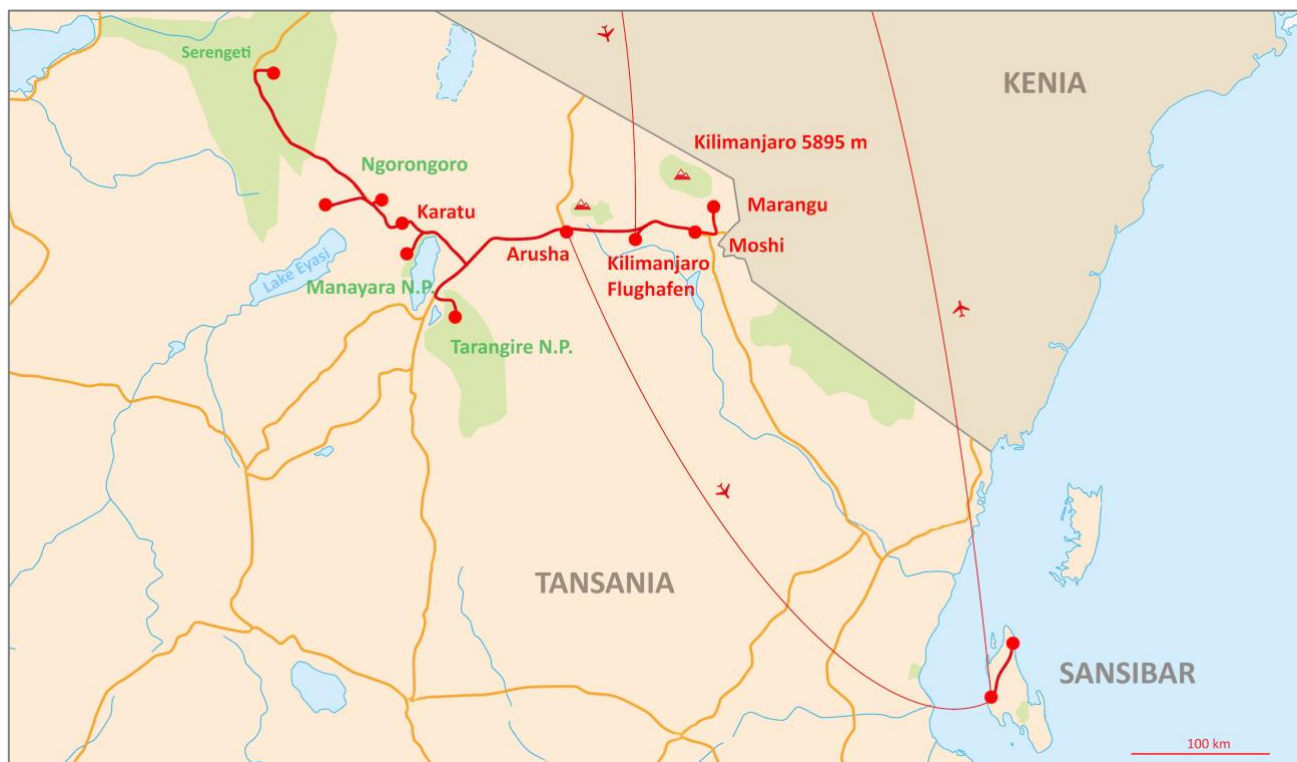 Serengeti
KENIA
Kilimanjaro 5895 m
Ngorongoro
Karatu
Marangu
Arusha
Moshi
Kilimanjaro
Flughafen
Lake Eyasi
Manayara N.P.
Tarangire N.P.
TANSANIA
SANSIBAR
100 km